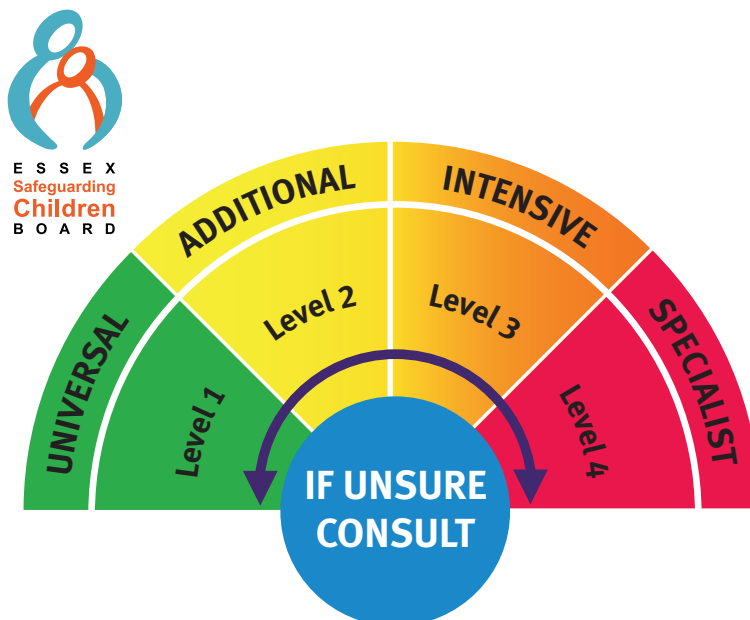 ESSEX
Safeguarding
Children
BOARD
UNIVERSAL
ADDITIONAL
INTENSIVE
SPECIALIST
Level 1
Level 2
Level 3
Level 4
IF UNSURE
CONSULT